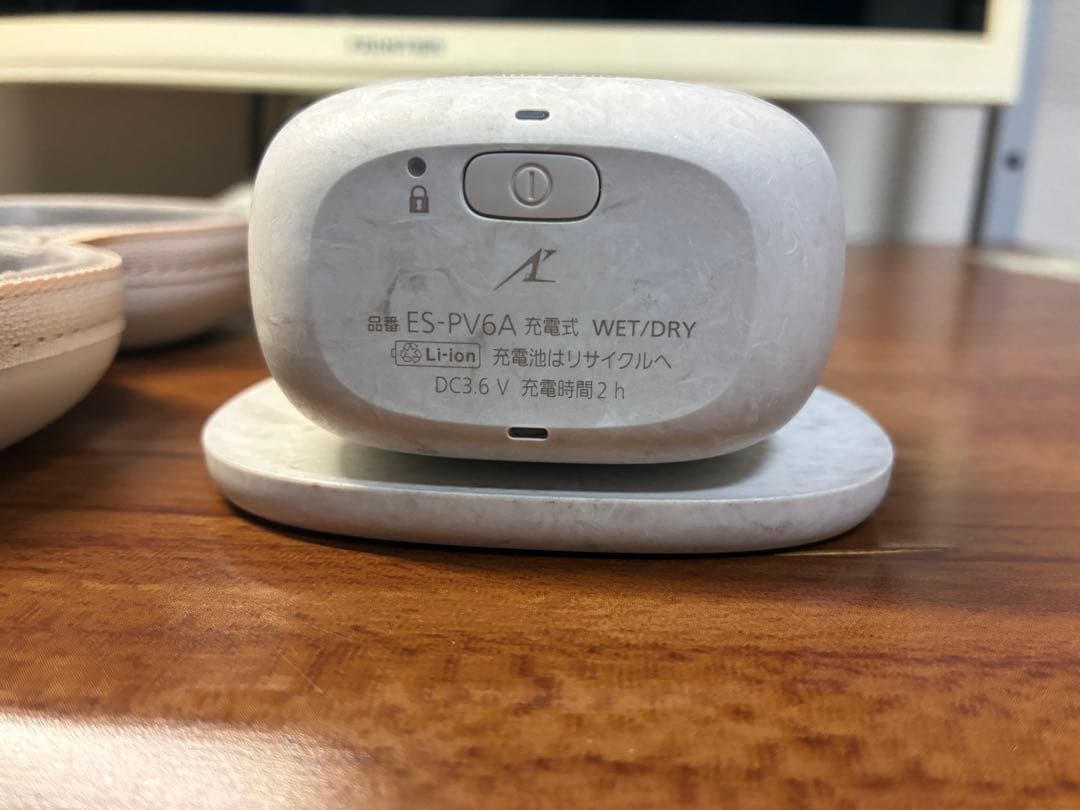 品番 ES-PV6A 充電式 WET/DRY
Li-ion 充電池はリサイクルへ
DC3.6 V 充電時間2 h